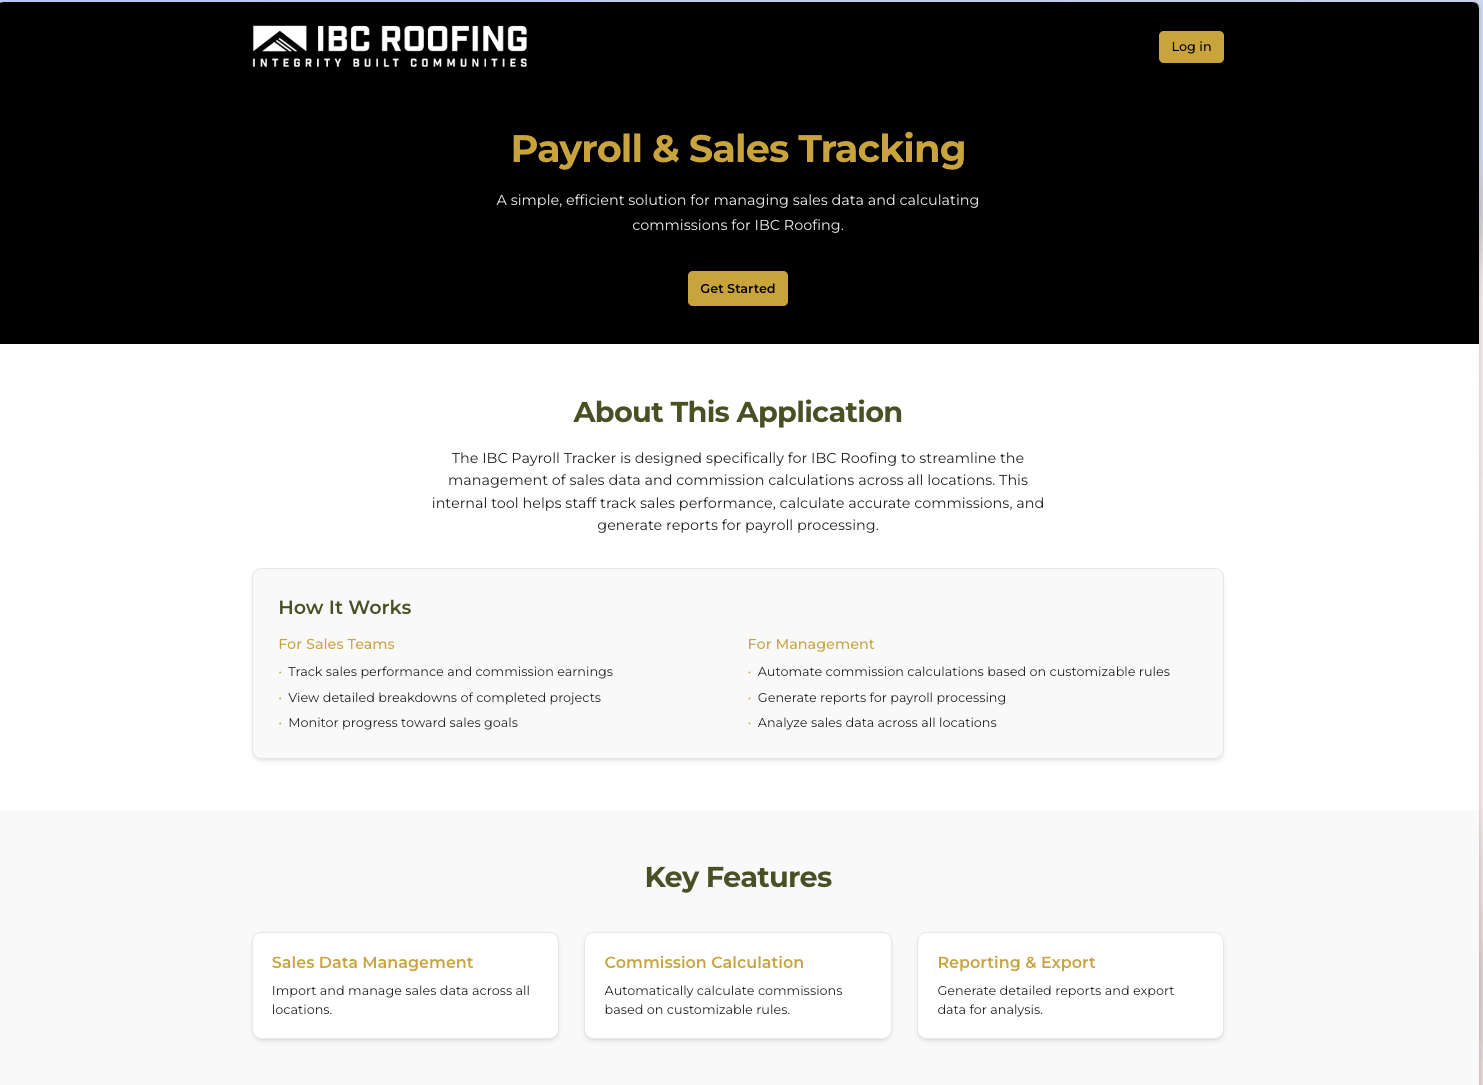 IBC ROOFING
INTEGRITY BUILT COMMUNITIES
Log in
Payroll & Sales Tracking
A simple, efficient solution for managing sales data and calculating
commissions for IBC Roofing.
Get Started
About This Application
The IBC Payroll Tracker is designed specifically for IBC Roofing to streamline the
management of sales data and commission calculations across all locations. This
internal tool helps staff track sales performance, calculate accurate commissions, and
generate reports for payroll processing.
How It Works
For Sales Teams
· Track sales performance and commission earnings
· View detailed breakdowns of completed projects
· Monitor progress toward sales goals
For Management
· Automate commission calculations based on customizable rules
· Generate reports for payroll processing
· Analyze sales data across all locations
Key Features
Sales Data Management
Import and manage sales data across all
locations.
Commission Calculation
Automatically calculate commissions
based on customizable rules.
Reporting & Export
Generate detailed reports and export
data for analysis.